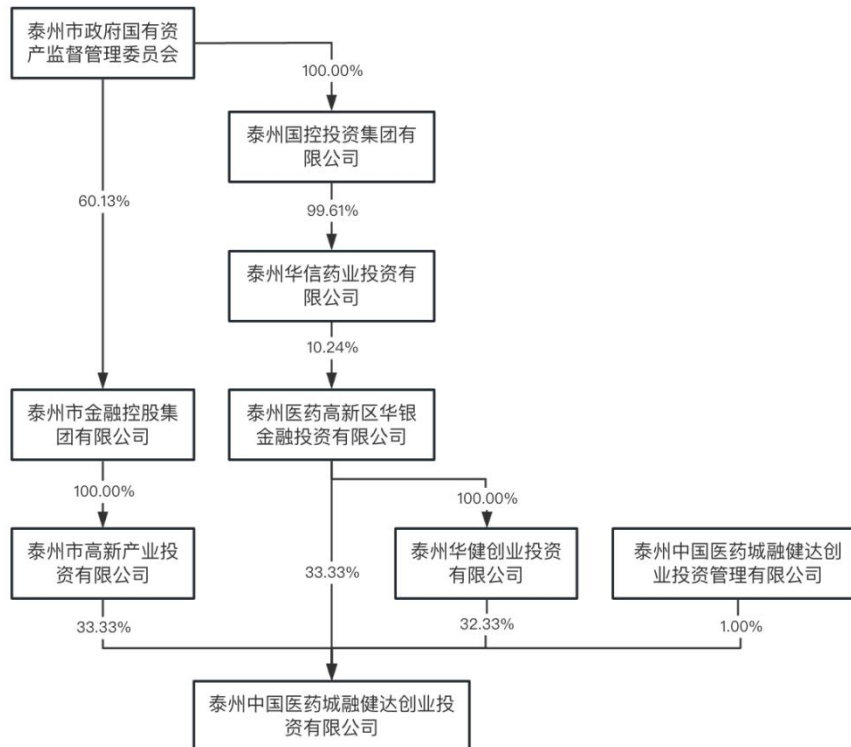 泰州市政府国有资
产监督管理委员会
100.00%
泰州国控投资集团有
限公司
60.13%
99.61%
泰州华信药业投资有
限公司
10.24%
泰州市金融控股集
团有限公司
泰州医药高新区华银
金融投资有限公司
100.00%
100.00%
泰州市高新产业投
资有限公司
33.33%
泰州华健创业投资
有限公司
泰州中国医药城融健达创
业投资管理有限公司
33.33%
32.33%
1.00%
泰州中国医药城融健达创业投
资有限公司